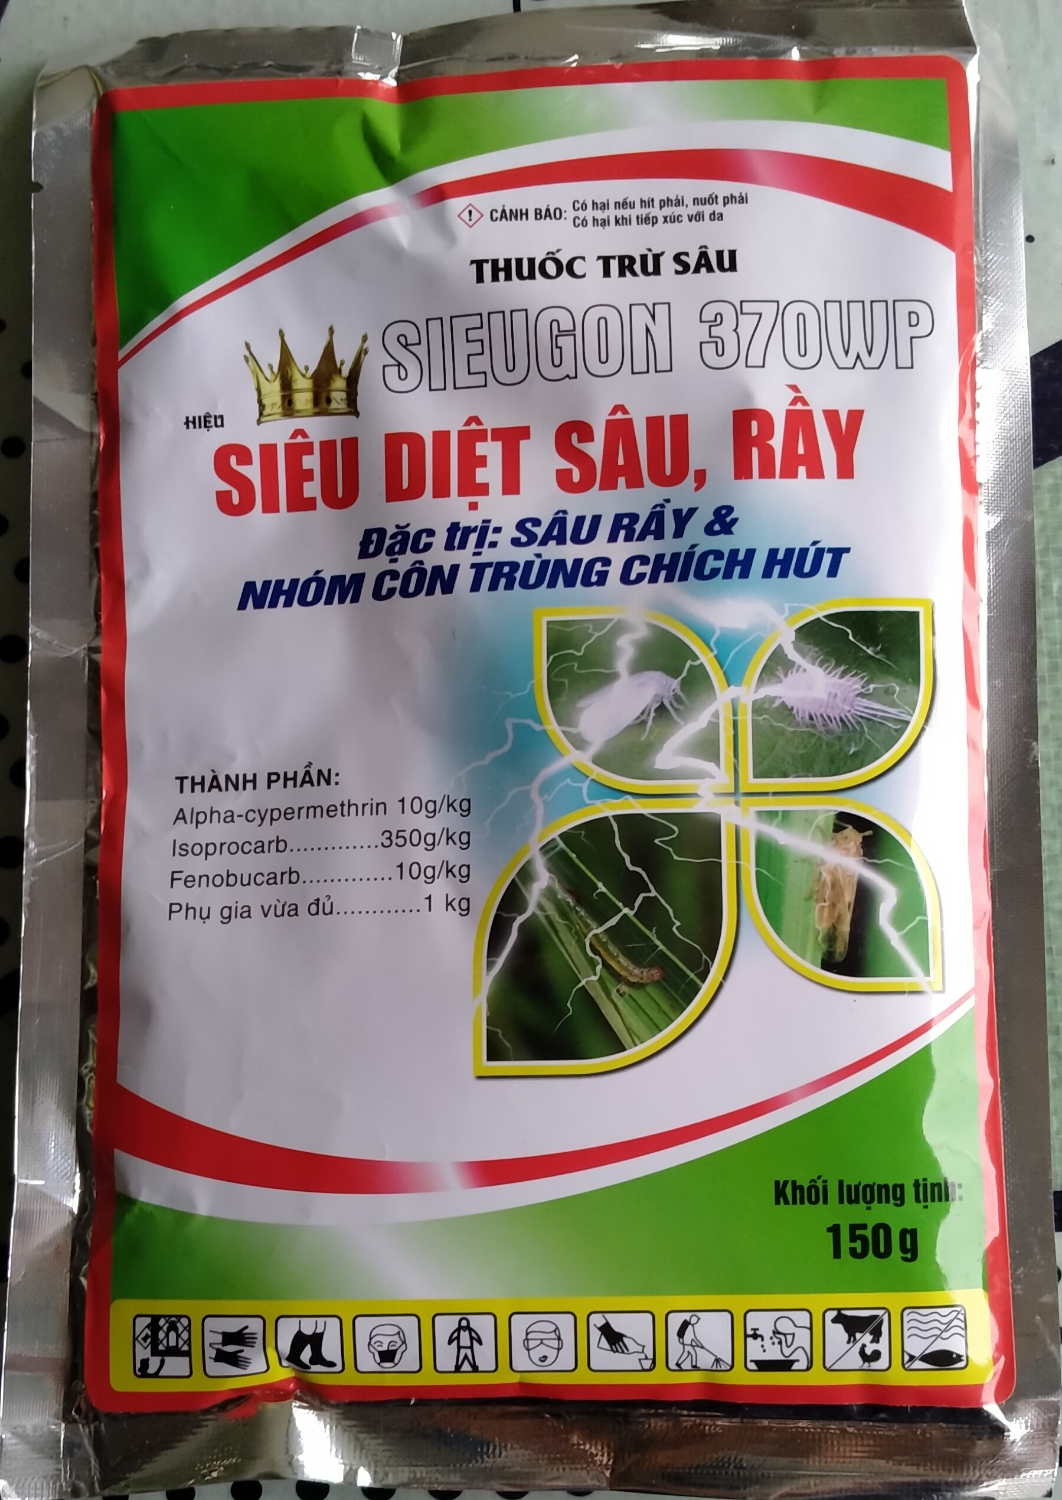 CẢNH BÁO: Có hại nếu hít phải, nuốt phải
Có hại khi tiếp xúc với da
THUỐC TRỪ SÂU
SIEUGON 370WP
HIỆU
SIÊU DIỆT SÂU, RẦY
Đặc trị: SÂU RẦY &
NHÓM CÔN TRÙNG CHÍCH HÚT
THÀNH PHẦN:
Alpha-cypermethrin 10g/kg
Isoprocarb.............350g/kg
Fenobucarb.............10g/kg
Phụ gia vừa đủ............1 kg
Khối lượng tịnh:
150g